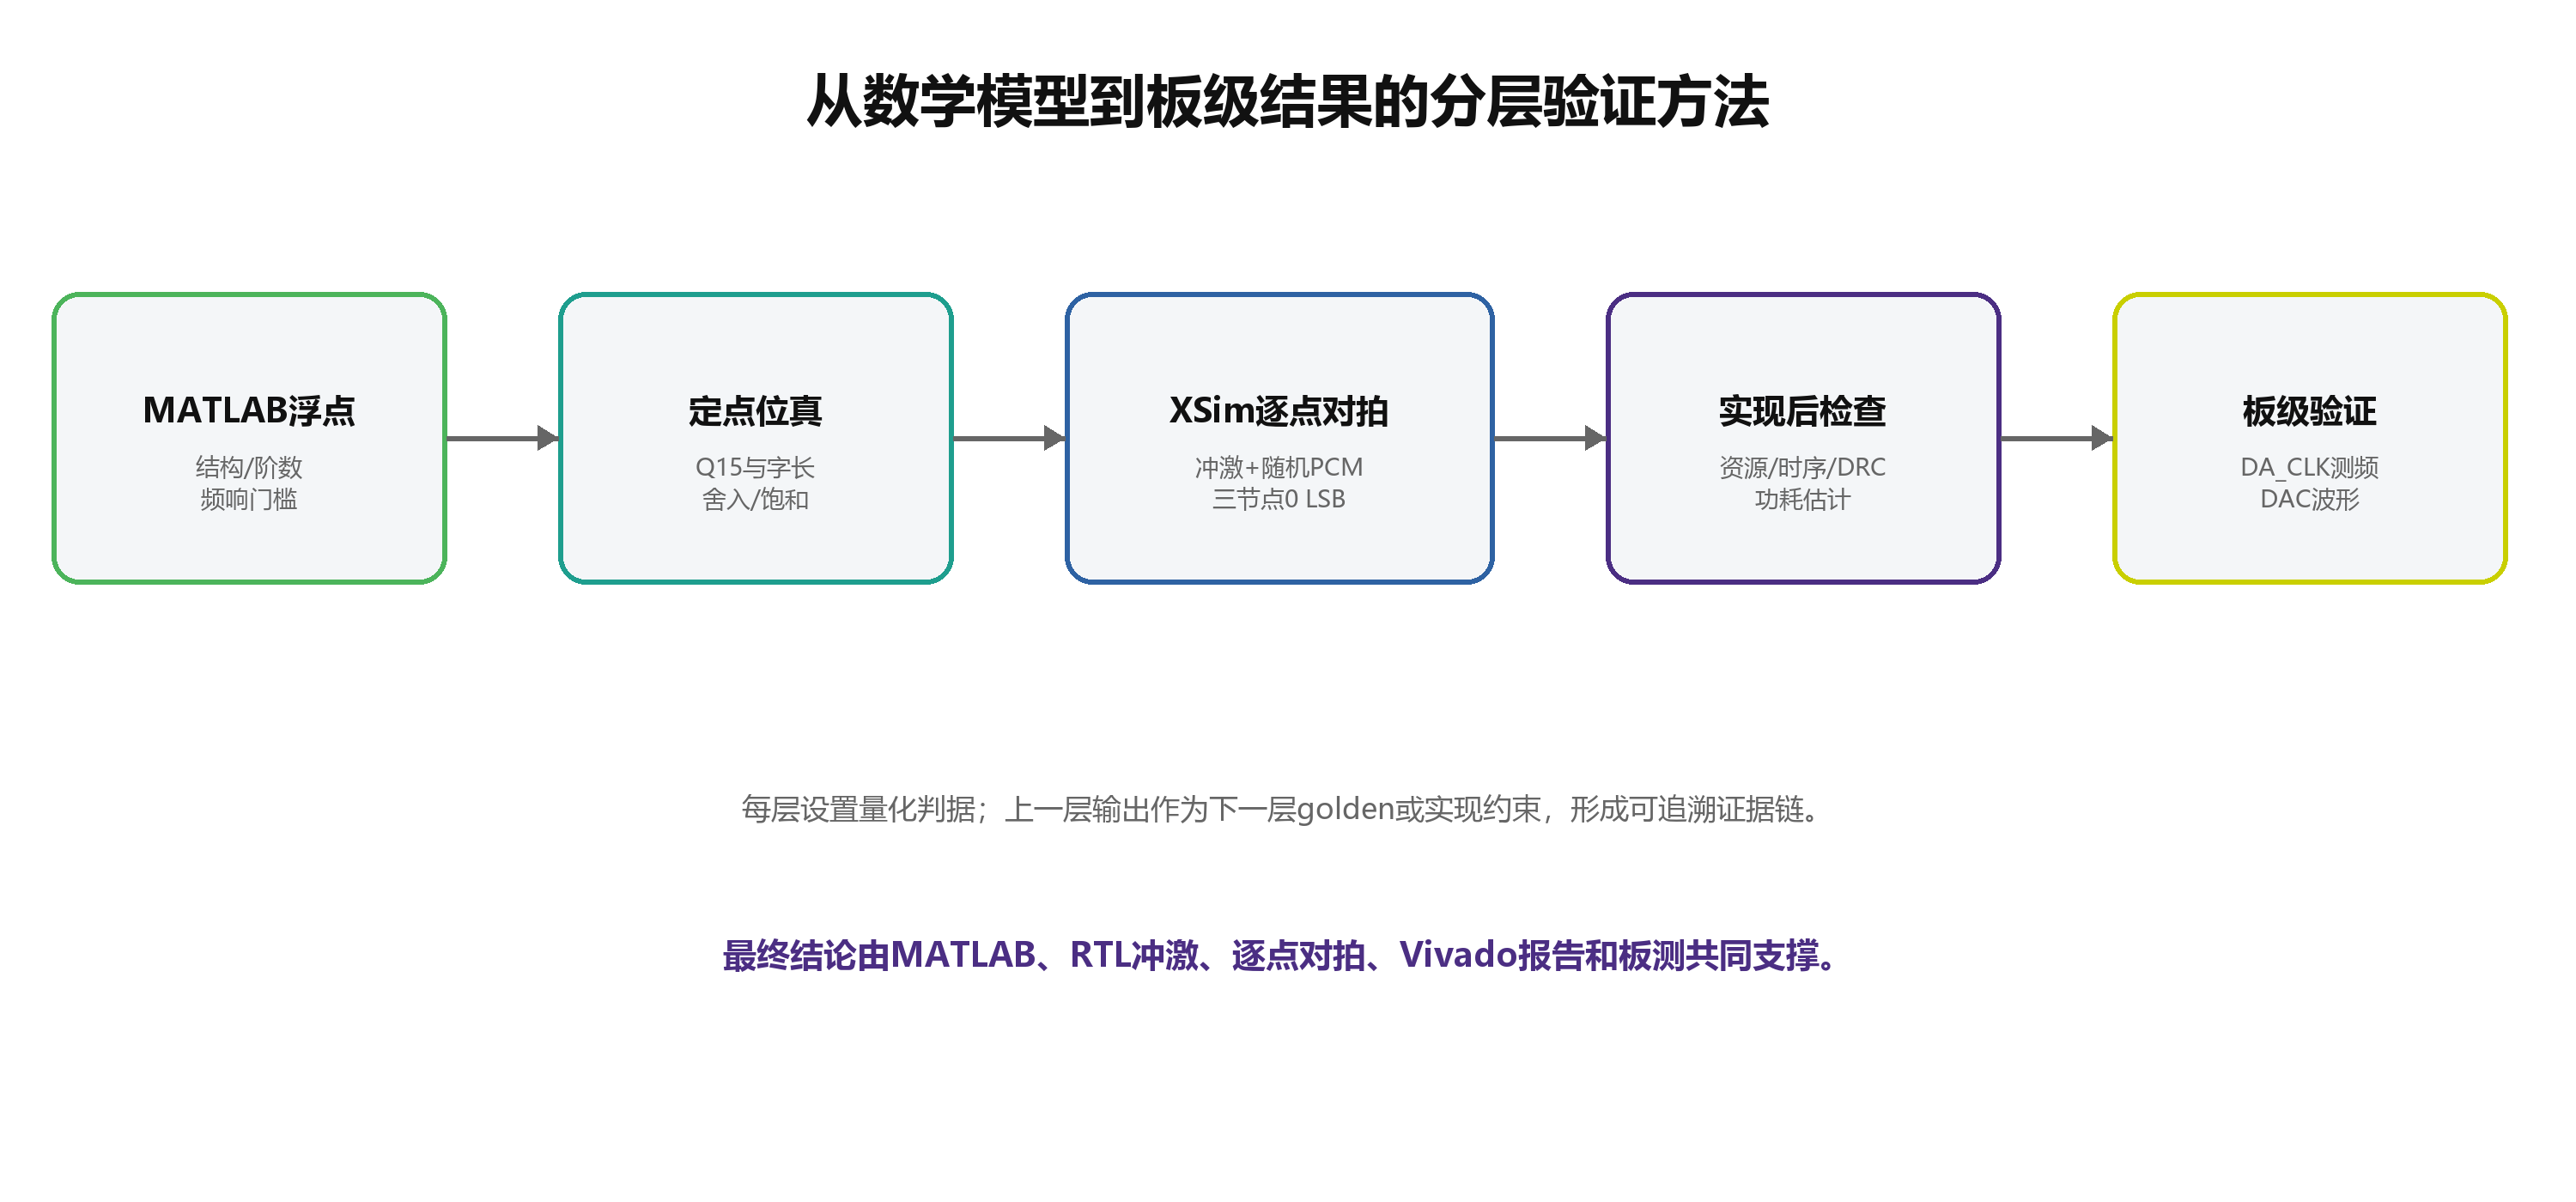 从数学模型到板级结果的分层验证方法
MATLAB浮点
结构/阶数
频响门槛
定点位真
Q15与字长
舍入/饱和
XSim逐点对拍
冲激+随机PCM
三节点0 LSB
实现后检查
资源/时序/DRC
功耗估计
板级验证
DA_CLK测频
DAC波形
每层设置量化判据；上一层输出作为下一层golden或实现约束，形成可追溯证据链。
最终结论由MATLAB、RTL冲激、逐点对拍、Vivado报告和板测共同支撑。